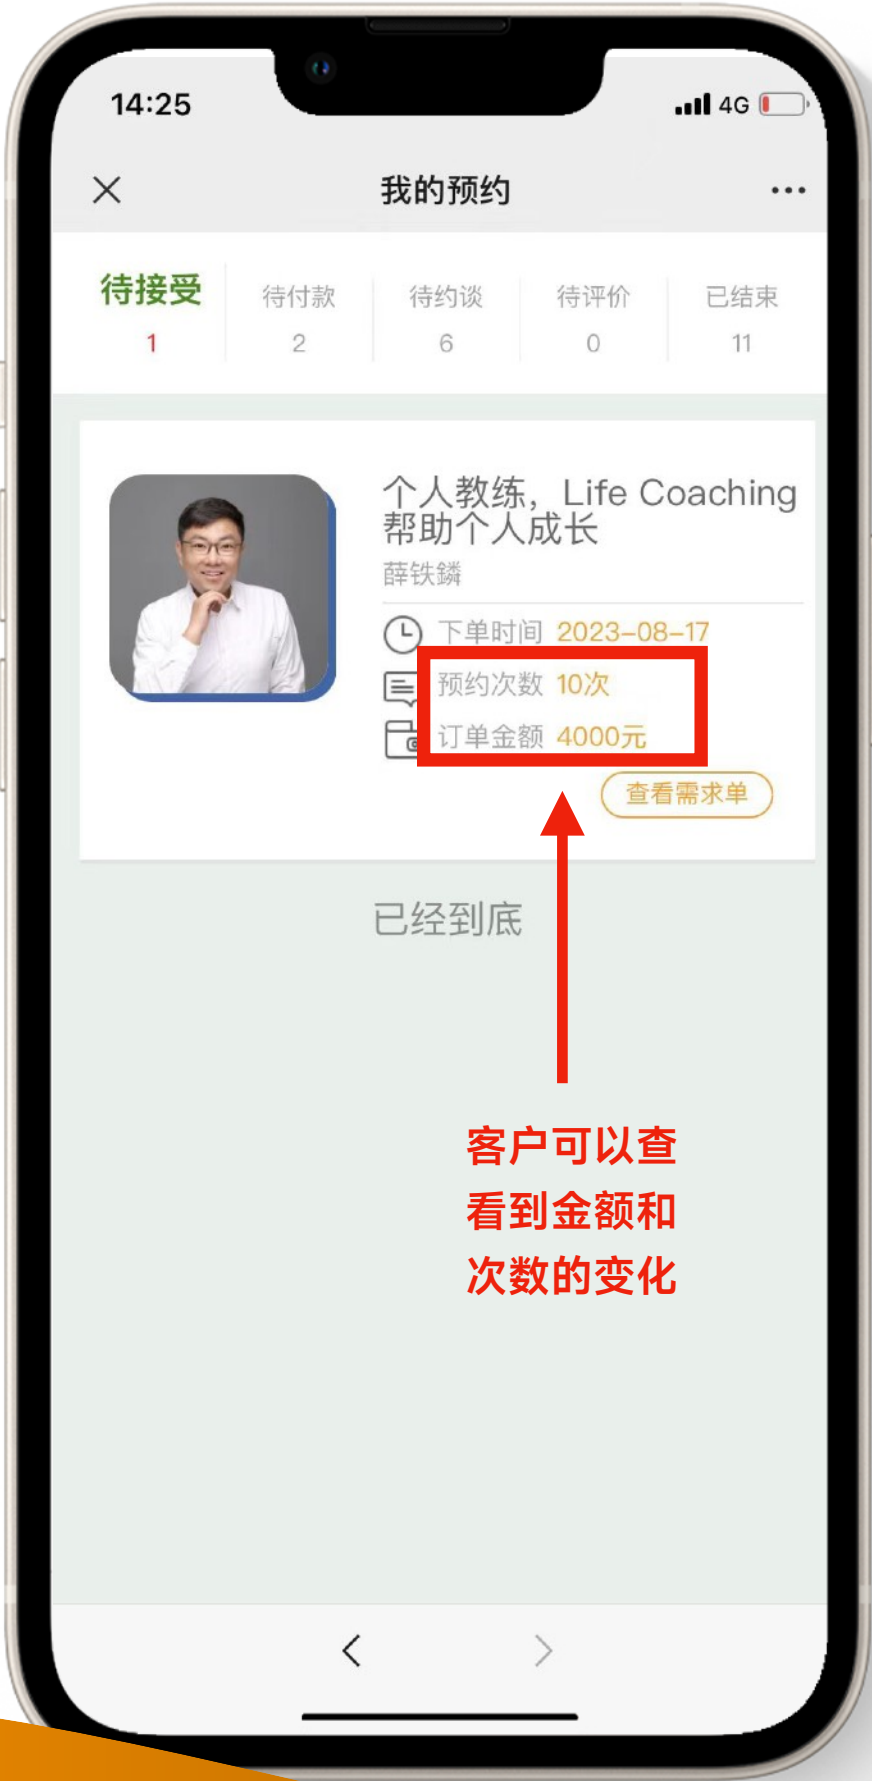 14:25
4G
我的预约
待接受
待付款
待约谈
待评价
已结束
1
2
6
0
11
个人教练，Life Coaching
帮助个人成长
薛铁鏻
下单时间 2023-08-17
预约次数 10次
订单金额 4000元
查看需求单
已经到底
客户可以查
看到金额和
次数的变化